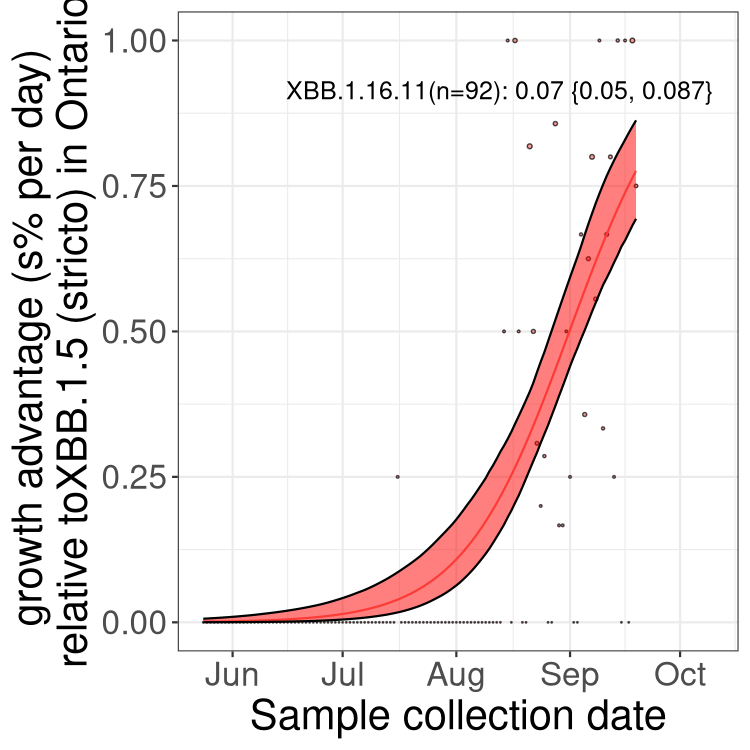 growth advantage (s% per day)
relative toXBB.1.5 (stricto) in Ontario
1.00
XBB.1.16.11(n=92): 0.07 {0.05, 0.087}
0.75
0.50
0.25
0.00
Jun Jul Aug Sep Oct
Sample collection date